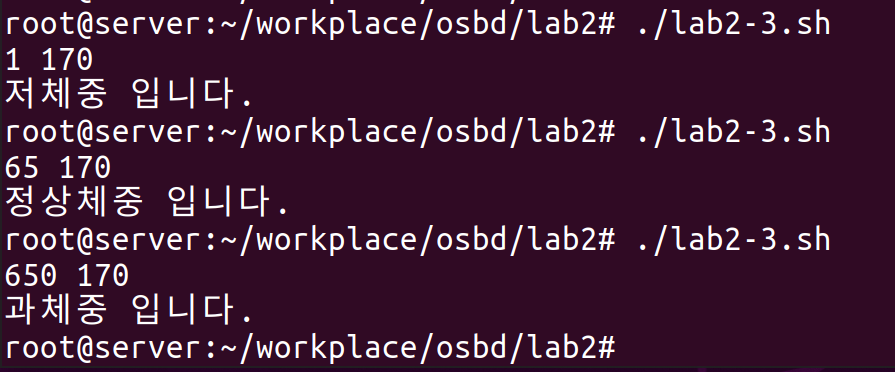 root@server:~/workplace/osbd/lab2# ./lab2-3.sh
1 170
저체중 입니다.
root@server:~/workplace/osbd/lab2# ./lab2-3.sh
65 170
정상체중 입니다.
root@server:~/workplace/osbd/lab2# ./lab2-3.sh
650 170
과체중 입니다.
root@server:~/workplace/osbd/lab2#